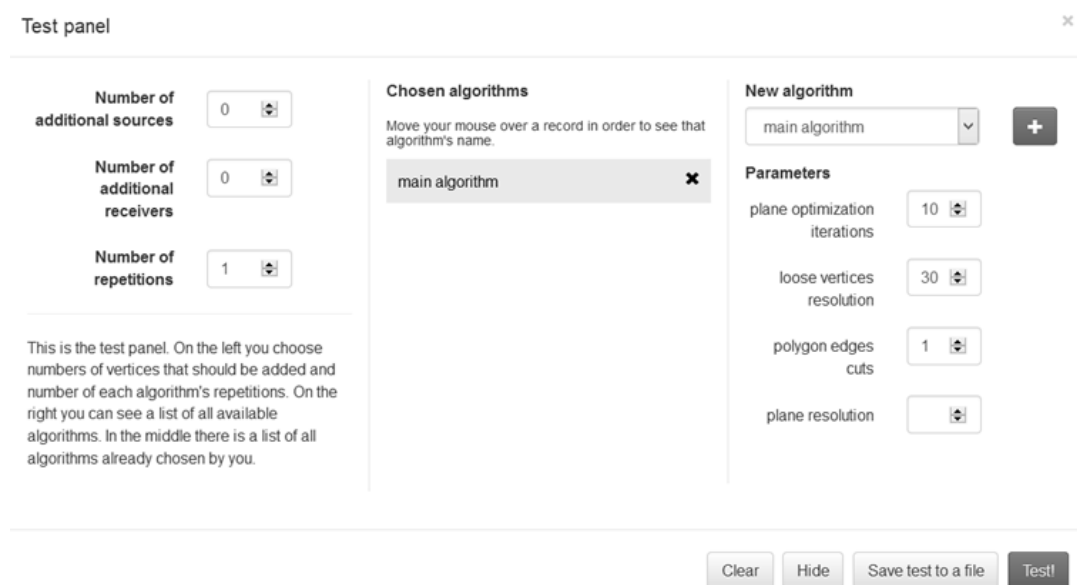 Test panel
×
Number of
additional sources
0
Number of
additional
receivers
0
Number of
repetitions
1
This is the test panel. On the left you choose
numbers of vertices that should be added and
number of each algorithm's repetitions. On the
right you can see a list of all available
algorithms. In the middle there is a list of all
algorithms already chosen by you.
Chosen algorithms
Move your mouse over a record in order to see that
algorithm's name.
main algorithm
New algorithm
main algorithm
+
Parameters
plane optimization
iterations
10
loose vertices
resolution
30
polygon edges
cuts
1
plane resolution
Clear
Hide
Save test to a file
Test!